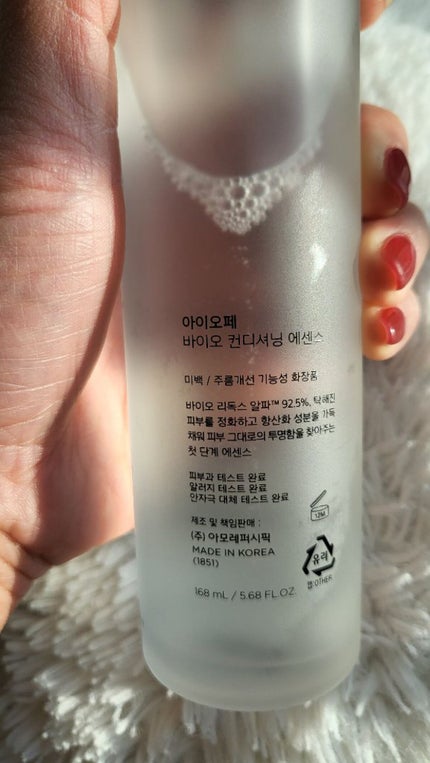 아이오페
바이오 컨디셔닝 에센스
미백 / 주름개선 기능성 화장품
바이오 리독스 알파™ 92.5%, 탁해진
피부를 정화하고 항산화 성분을 가득
채워 피부 그대로의 투명함을 찾아주는
첫 단계 에센스
피부과 테스트 완료
알러지 테스트 완료
안자극 대체 테스트 완료
12M
제조 및 책임판매 :
(주) 아모레퍼시픽
MADE IN KOREA
(1851)
유리
캡:OTHER
168 mL / 5.68 FL.OZ.